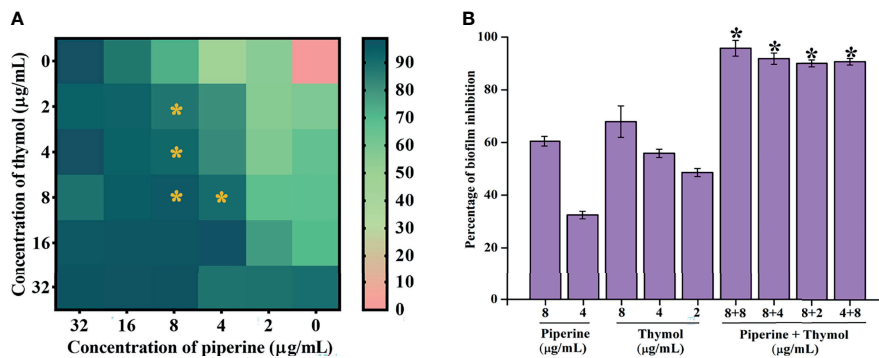 A
Concentration of thymol (µg/mL)
0
2
4
8
16
32
*
*
* *
32 16 8 4 2 0
Concentration of piperine (µg/mL)
90
80
70
60
50
40
30
20
10
0
B
Percentage of biofilm inhibition
100
80
60
40
20
0
* * * *
8 4 8 4 2 8+8 8+4 8+2 4+8
Piperine Thymol Piperine + Thymol
(µg/mL) (µg/mL) (µg/mL)